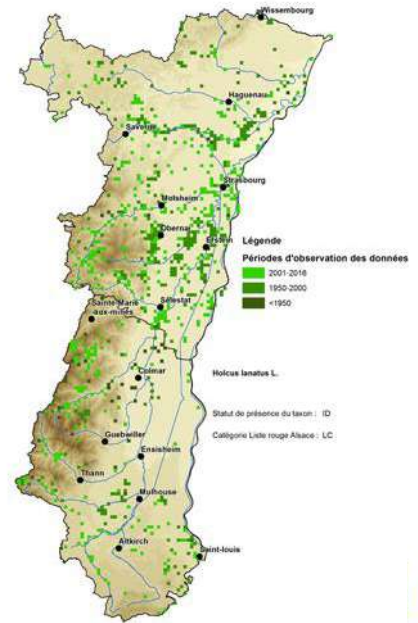 Wissembourg
Haguenau
Saverne
Strasbourg
Molsheim
Obernai
Erstein
Légende
Périodes d'observation des données
2001-2016
1950-2000
<1950
Sainte-Marie
-aux-mines
Sélestat
Colmar
Holcus lanatus L.
Statut de présence du taxon : ID
Catégorie Liste rouge Alsace : LC
Guebwiller
Ensisheim
Thann
Mulhouse
Altkirch
Saint-louis